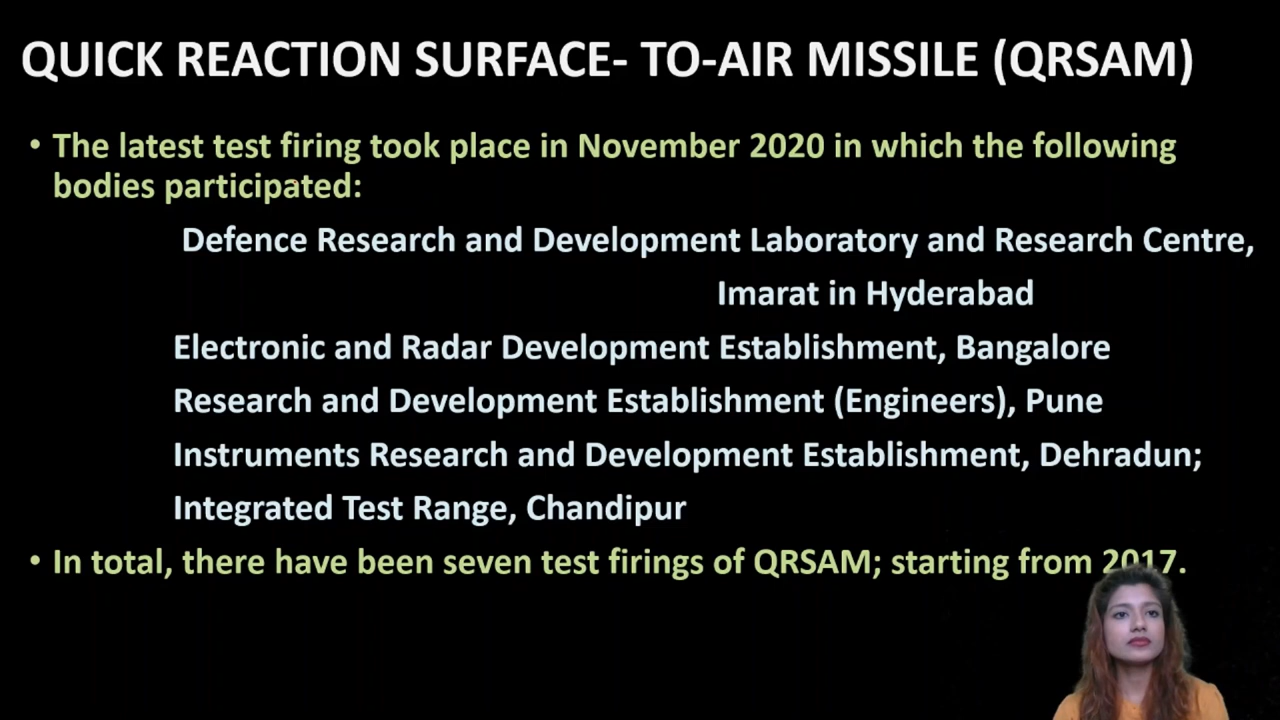 QUICK REACTION SURFACE- TO-AIR MISSILE (QRSAM)
• The latest test firing took place in November 2020 in which the following
bodies participated:
Defence Research and Development Laboratory and Research Centre,
Imarat in Hyderabad
Electronic and Radar Development Establishment, Bangalore
Research and Development Establishment (Engineers), Pune
Instruments Research and Development Establishment, Dehradun;
Integrated Test Range, Chandipur
• In total, there have been seven test firings of QRSAM; starting from 2017.